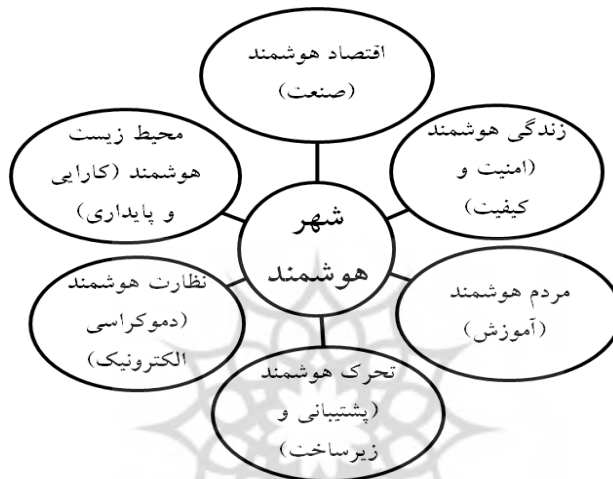 اقتصاد هوشمند
(صنعت)
زندگی هوشمند
(امنیت و
کیفیت)
مردم هوشمند
(آموزش)
تحرک هوشمند
(پشتیبانی و
زیرساخت)
نظارت هوشمند
(دموکراسی
الکترونیک)
محیط زیست
هوشمند (کارایی
و پایداری)
شهر
هوشمند